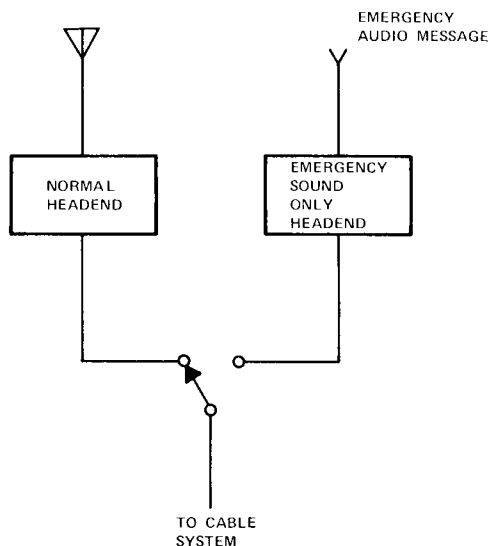 EMERGENCY
AUDIO MESSAGE
NORMAL
HEADEND
EMERGENCY
SOUND
ONLY
HEADEND
TO CABLE
SYSTEM